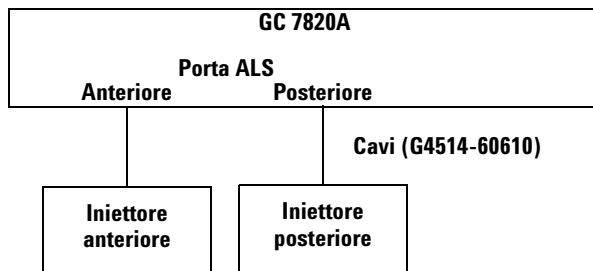 GC 7820A
Porta ALS
Anteriore Posteriore
Cavi (G4514-60610)
Iniettore
anteriore
Iniettore
posteriore